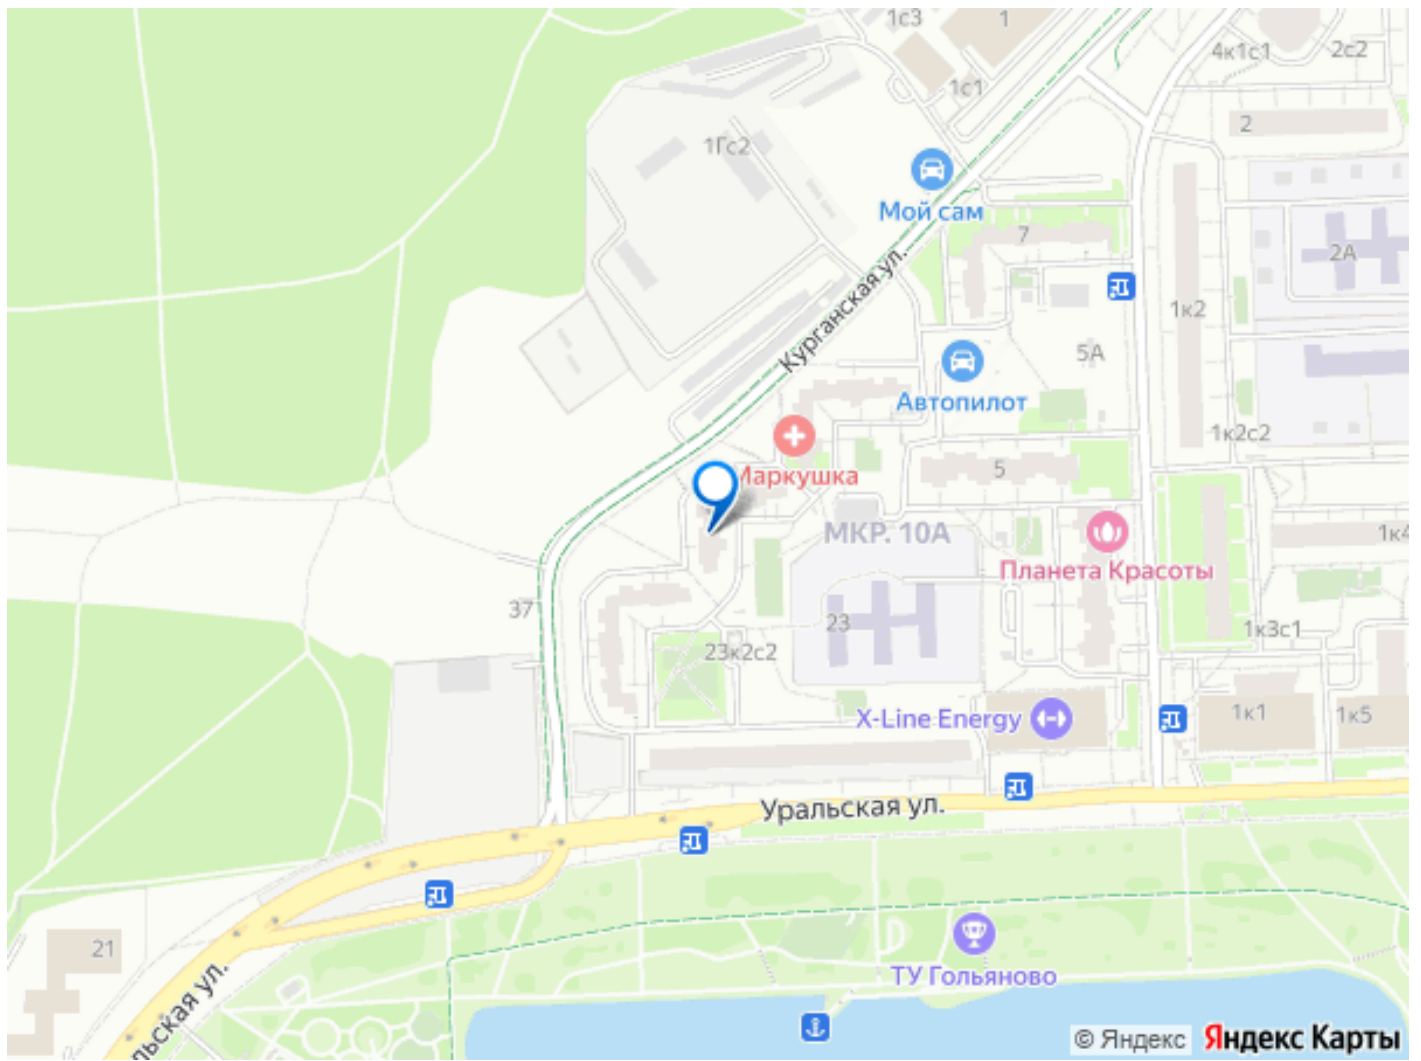 1с3
1
4к1с1
2с2
1с1
2
1Гс2
Мой сам
7
2А
Курганская ул.
1к2
5А
Автопилот
1к2с2
Маркушка
5
МКР. 10А
1к4
Планета Красоты
37
23
1к3с1
23к2с2
X-Line Energy
1к1
1к5
Уральская ул.
21
ТУ Гольяново
льская ул.
© Яндекс Яндекс Карты